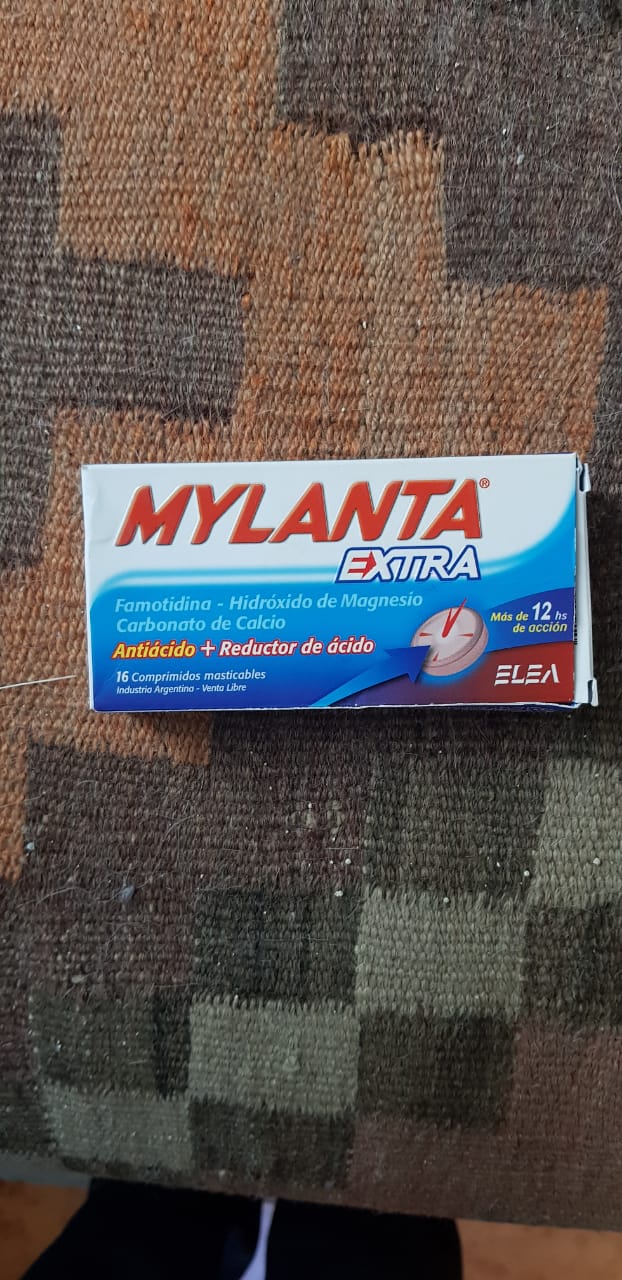 MYLANTA®
EXTRA
Famotidina - Hidróxido de Magnesio
Carbonato de Calcio
Antiácido + Reductor de ácido
16 Comprimidos masticables
Industria Argentina - Venta Libre
Más de 12 hs
de acción
ELEA